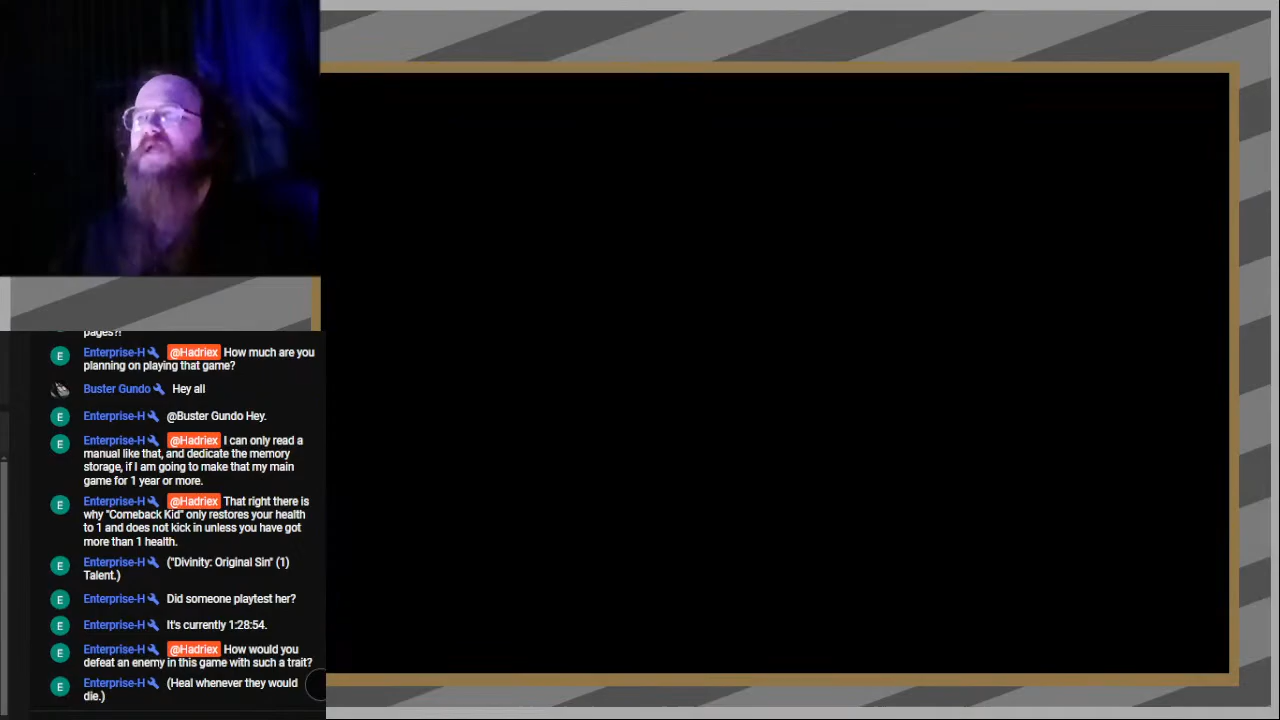 pages?!
Enterprise-H @Hadriex How much are you
planning on playing that game?
Buster Gundo Hey all
E Enterprise-H @Buster Gundo Hey.
E Enterprise-H @Hadriex I can only read a
manual like that, and dedicate the memory
storage, if I am going to make that my main
game for 1 year or more.
E Enterprise-H @Hadriex That right there is
why "Comeback Kid" only restores your health
to 1 and does not kick in unless you have got
more than 1 health.
E Enterprise-H ("Divinity: Original Sin" (1)
Talent.)
E Enterprise-H Did someone playtest her?
E Enterprise-H It's currently 1:28:54.
E Enterprise-H @Hadriex How would you
defeat an enemy in this game with such a trait?
E Enterprise-H (Heal whenever they would
die.)